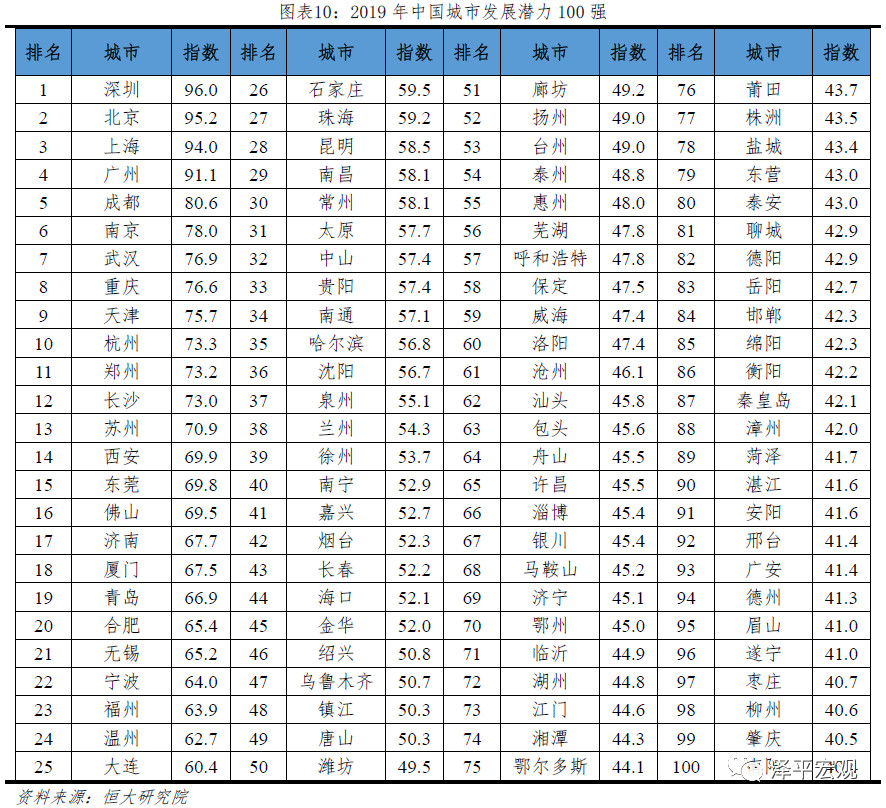 图表10：2019 年中国城市发展潜力 100 强
排名 城市 指数 排名 城市 指数 排名 城市 指数 排名 城市 指数
1 深圳 96.0 26 石家庄 59.5 51 廊坊 49.2 76 莆田 43.7
2 北京 95.2 27 珠海 59.2 52 扬州 49.0 77 株洲 43.5
3 上海 94.0 28 昆明 58.5 53 台州 49.0 78 盐城 43.4
4 广州 91.1 29 南昌 58.1 54 泰州 48.8 79 东营 43.0
5 成都 80.6 30 常州 58.1 55 惠州 48.0 80 泰安 43.0
6 南京 78.0 31 太原 57.7 56 芜湖 47.8 81 聊城 42.9
7 武汉 76.9 32 中山 57.4 57 呼和浩特 47.8 82 德阳 42.9
8 重庆 76.6 33 贵阳 57.4 58 保定 47.5 83 岳阳 42.7
9 天津 75.7 34 南通 57.1 59 威海 47.4 84 邯郸 42.3
10 杭州 73.3 35 哈尔滨 56.8 60 洛阳 47.4 85 绵阳 42.3
11 郑州 73.2 36 沈阳 56.7 61 沧州 46.1 86 衡阳 42.2
12 长沙 73.0 37 泉州 55.1 62 汕头 45.8 87 秦皇岛 42.1
13 苏州 70.9 38 兰州 54.3 63 包头 45.6 88 漳州 42.0
14 西安 69.9 39 徐州 53.7 64 舟山 45.5 89 菏泽 41.7
15 东莞 69.8 40 南宁 52.9 65 许昌 45.5 90 湛江 41.6
16 佛山 69.5 41 嘉兴 52.7 66 淄博 45.4 91 安阳 41.6
17 济南 67.7 42 烟台 52.3 67 银川 45.4 92 邢台 41.4
18 厦门 67.5 43 长春 52.2 68 马鞍山 45.2 93 广安 41.4
19 青岛 66.9 44 海口 52.1 69 济宁 45.1 94 德州 41.3
20 合肥 65.4 45 金华 52.0 70 鄂州 45.0 95 眉山 41.0
21 无锡 65.2 46 绍兴 50.8 71 临沂 44.9 96 遂宁 41.0
22 宁波 64.0 47 乌鲁木齐 50.7 72 湖州 44.8 97 枣庄 40.7
23 福州 63.9 48 镇江 50.3 73 江门 44.6 98 柳州 40.6
24 温州 62.7 49 唐山 50.3 74 湘潭 44.3 99 肇庆 40.5
25 大连 60.4 50 潍坊 49.5 75 鄂尔多斯 44.1 100
泽平宏观
资料来源：恒大研究院